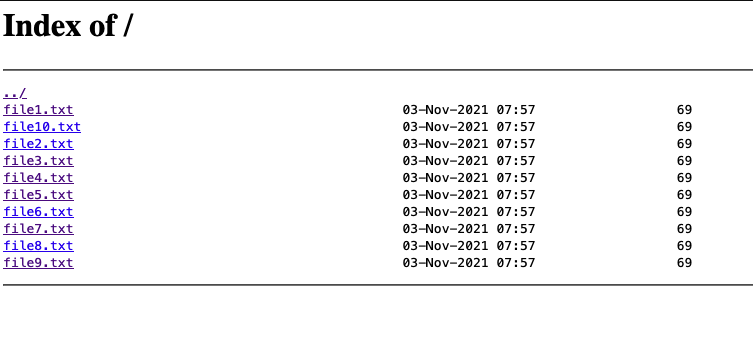 Index of /
../
file1.txt 03-Nov-2021 07:57 69
file10.txt 03-Nov-2021 07:57 69
file2.txt 03-Nov-2021 07:57 69
file3.txt 03-Nov-2021 07:57 69
file4.txt 03-Nov-2021 07:57 69
file5.txt 03-Nov-2021 07:57 69
file6.txt 03-Nov-2021 07:57 69
file7.txt 03-Nov-2021 07:57 69
file8.txt 03-Nov-2021 07:57 69
file9.txt 03-Nov-2021 07:57 69